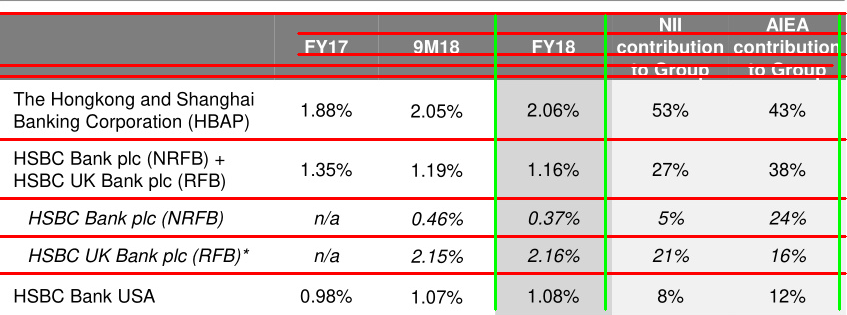 NII AIEA
FY17 9M18 FY18 contribution contribution
to Group to Group
The Hongkong and Shanghai
Banking Corporation (HBAP) 1.88% 2.05% 2.06% 53% 43%
HSBC Bank plc (NRFB) +
HSBC UK Bank plc (RFB) 1.35% 1.19% 1.16% 27% 38%
HSBC Bank plc (NRFB) n/a 0.46% 0.37% 5% 24%
HSBC UK Bank plc (RFB)* n/a 2.15% 2.16% 21% 16%
HSBC Bank USA 0.98% 1.07% 1.08% 8% 12%